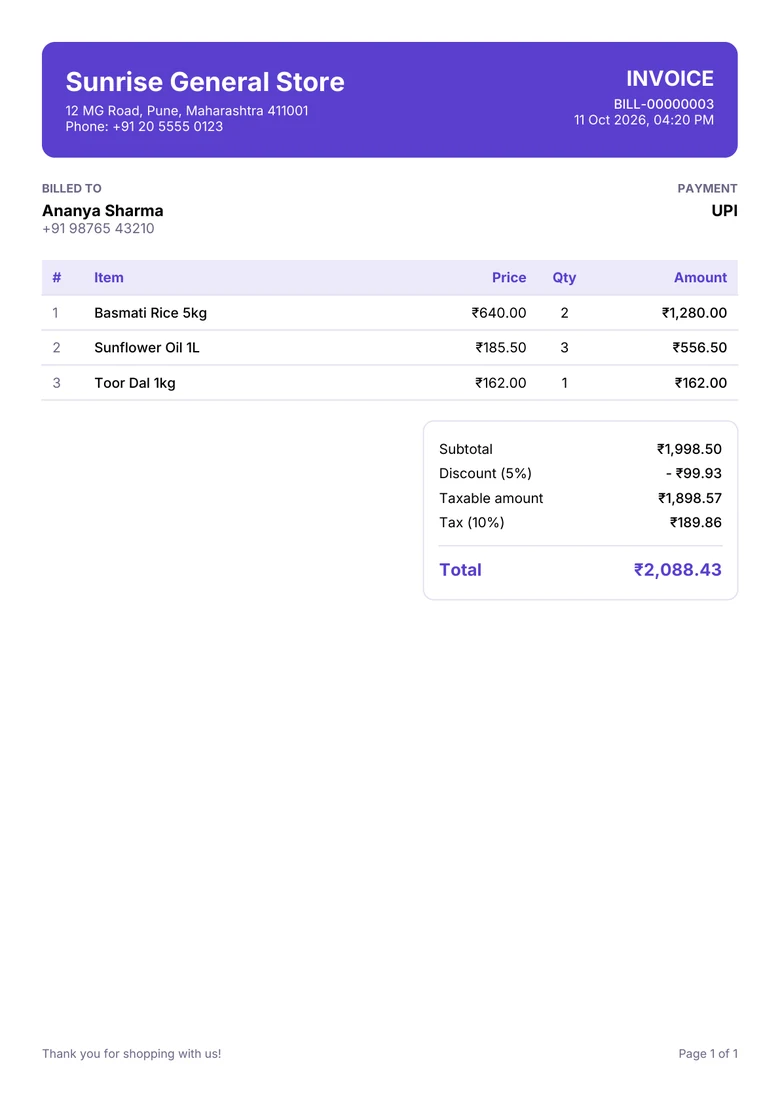 Sunrise General Store
12 MG Road, Pune, Maharashtra 411001
Phone: +91 20 5555 0123
INVOICE
BILL-00000003
11 Oct 2026, 04:20 PM
BILLED TO
Ananya Sharma
+91 98765 43210
PAYMENT
UPI
# Item Price Qty Amount
1 Basmati Rice 5kg ₹640.00 2 ₹1,280.00
2 Sunflower Oil 1L ₹185.50 3 ₹556.50
3 Toor Dal 1kg ₹162.00 1 ₹162.00
Subtotal ₹1,998.50
Discount (5%) - ₹99.93
Taxable amount ₹1,898.57
Tax (10%) ₹189.86
Total ₹2,088.43
Thank you for shopping with us! Page 1 of 1